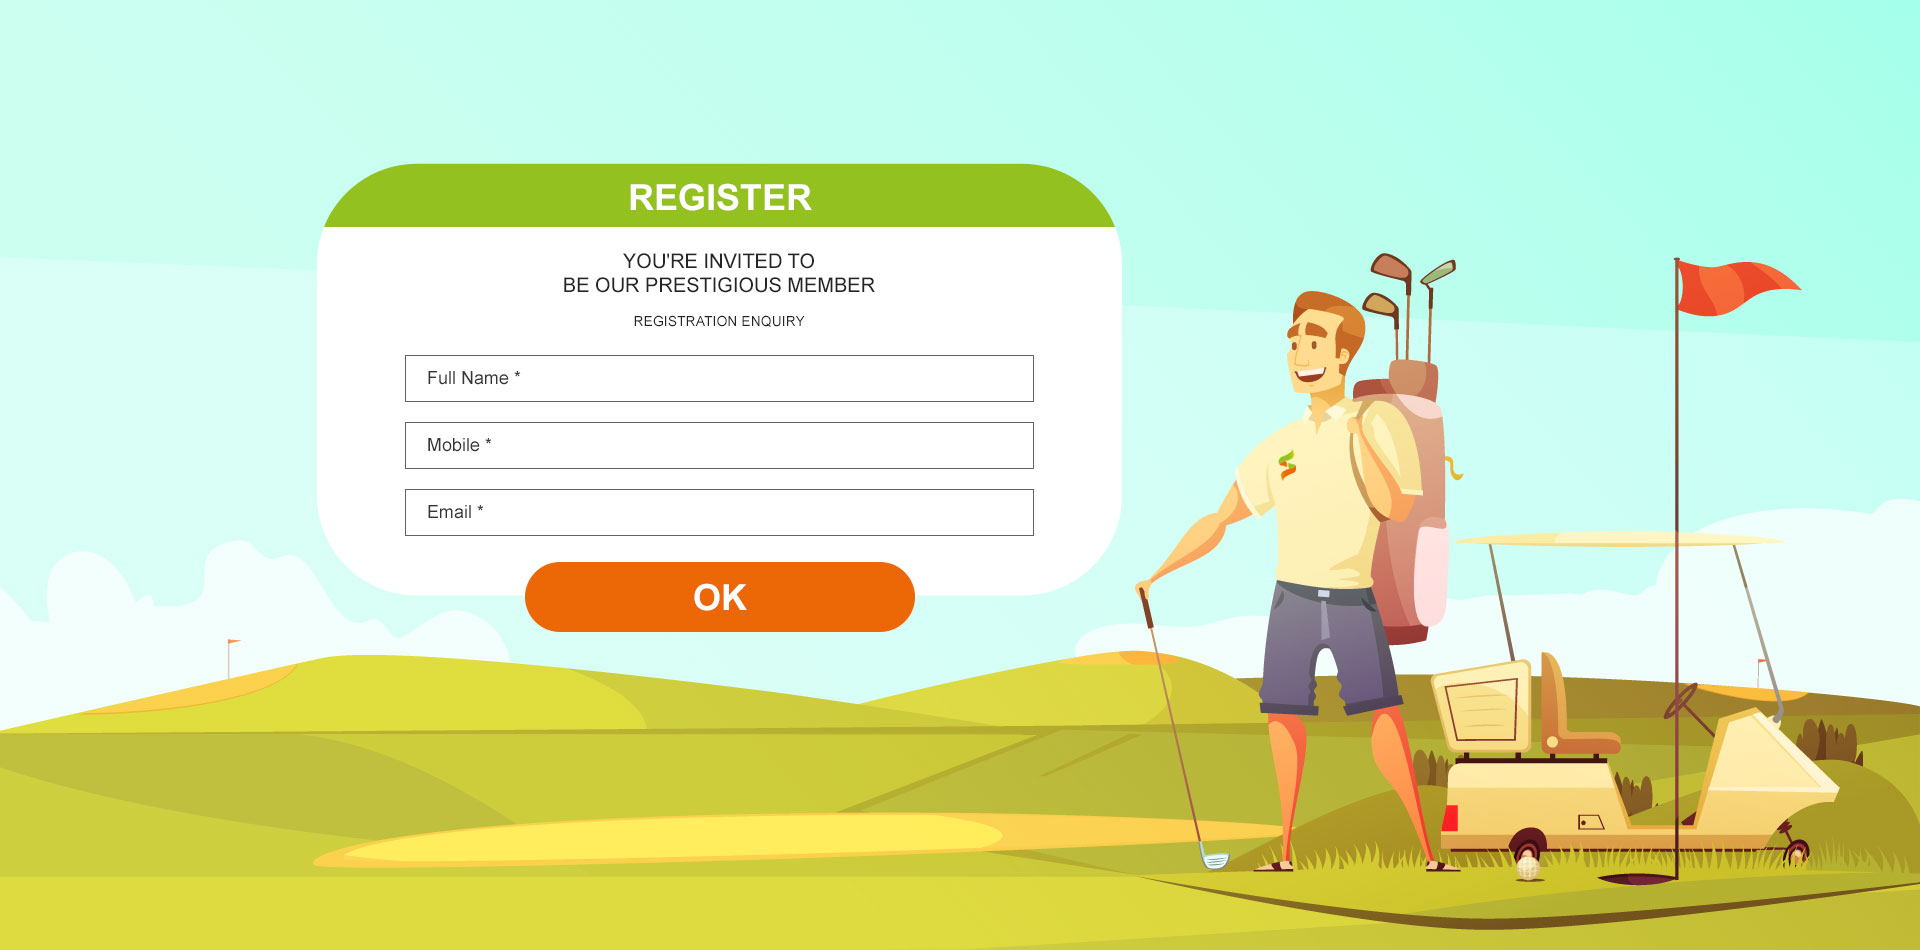 REGISTER
YOU'RE INVITED TO
BE OUR PRESTIGIOUS MEMBER
REGISTRATION ENQUIRY
Full Name *
Mobile *
Email *
OK